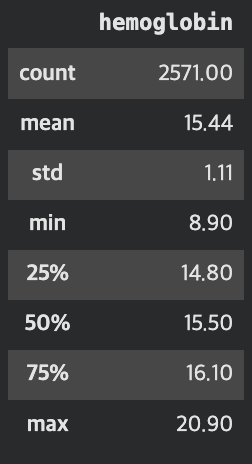 hemoglobin
count 2571.00
mean 15.44
std 1.11
min 8.90
25% 14.80
50% 15.50
75% 16.10
max 20.90